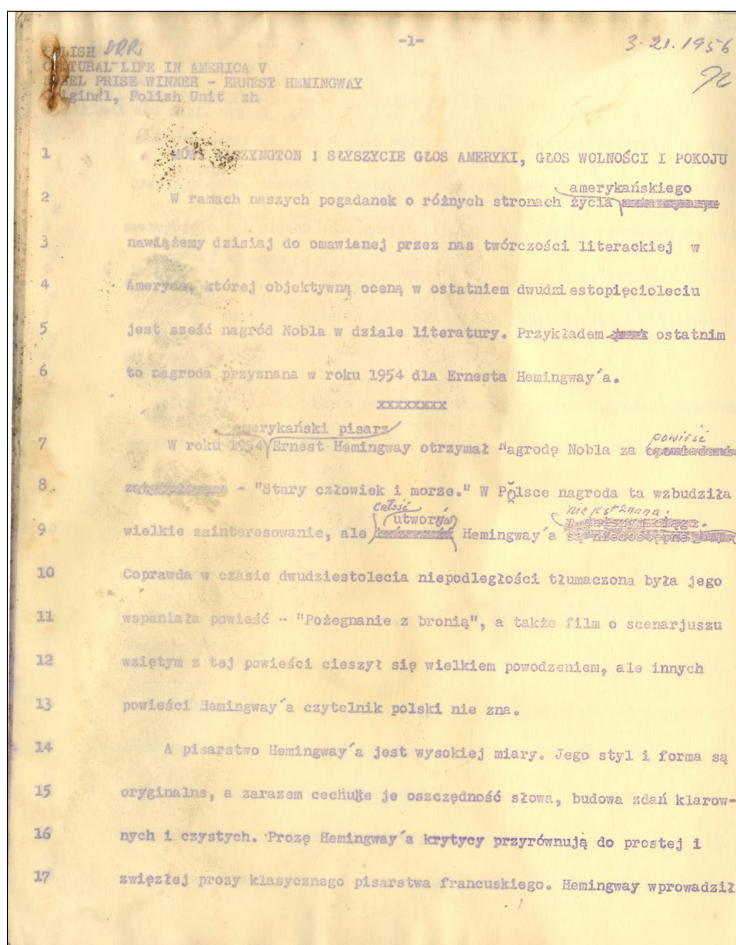 -1- 3-21.1956
POLISH
CULTURAL LIFE IN AMERICA V 92
NOBEL PRISE WINNER - ERNEST HEMINGWAY
Original, Polish Unit zh
1 MÓWI WASZYNGTON ! SŁYSZYCIE GŁOS AMERYKI, GŁOS WOLNOŚCI I POKOJU
amerykańskiego
2 W ramach naszych pogadanek o różnych stronach życia
3 nawiążemy dzisiaj do omawianej przez nas twórczości literackiej w
4 Ameryce, której objektywną oceną w ostatniem dwudziestopięcioleciu
5 jest sześć nagród Nobla w dziale literatury. Przykładem ostatnim
6 to nagroda przyznana w roku 1954 dla Ernesta Hemingway´a.
xxxxxxxx
amerykański pisarz
powieść
7 W roku 1954 Ernest Hemingway otrzymał Nagrodę Nobla za
8 - "Stary człowiek i morze." W Polsce nagroda ta wzbudziła
całość utworów nie jest znana.
9 wielkie zainteresowanie, ale Hemingway´a
10 Coprawda w czasie dwudziestolecia niepodległości tłumaczona była jego
11 wspaniała powieść - "Pożegnanie z bronią", a także film o scenarjuszu
12 wziętym z tej powieści cieszył się wielkiem powodzeniem, ale innych
13 powieści Hemingway´a czytelnik polski nie zna.
14 A pisarstwo Hemingway´a jest wysokiej miary. Jego styl i forma są
15 oryginalne, a zarazem cechuje je oszczędność słowa, budowa zdań klarow-
16 nych i czystych. Prozę Hemingway´a krytycy przyrównują do prostej i
17 zwięzłej prozy klasycznego pisarstwa francuskiego. Hemingway wprowadził